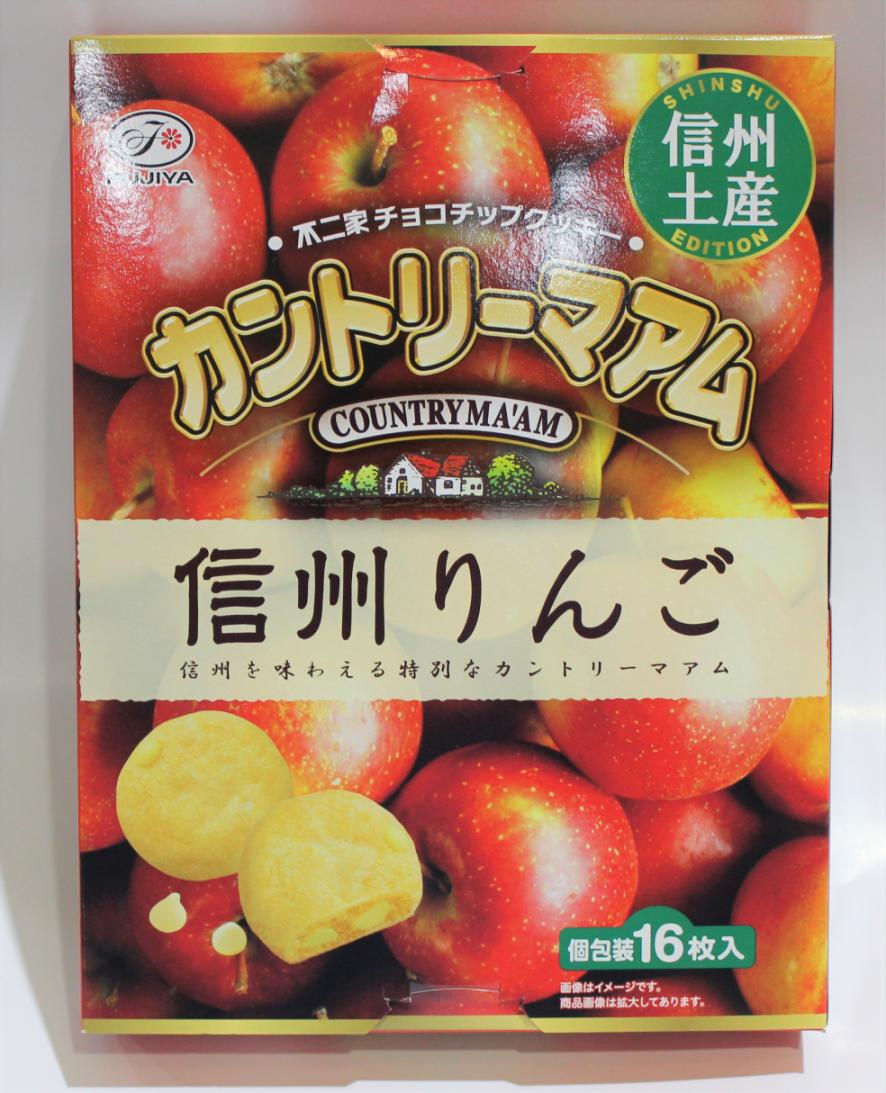 FUJIYA
SHINSHU
信州
土産
EDITION
不二家チョコチップクッキー
カントリーマアム
COUNTRY MA'AM
信州りんご
信州を味わえる特別なカントリーマアム
個包装16枚入
画像はイメージです。
商品画像は拡大してあります。